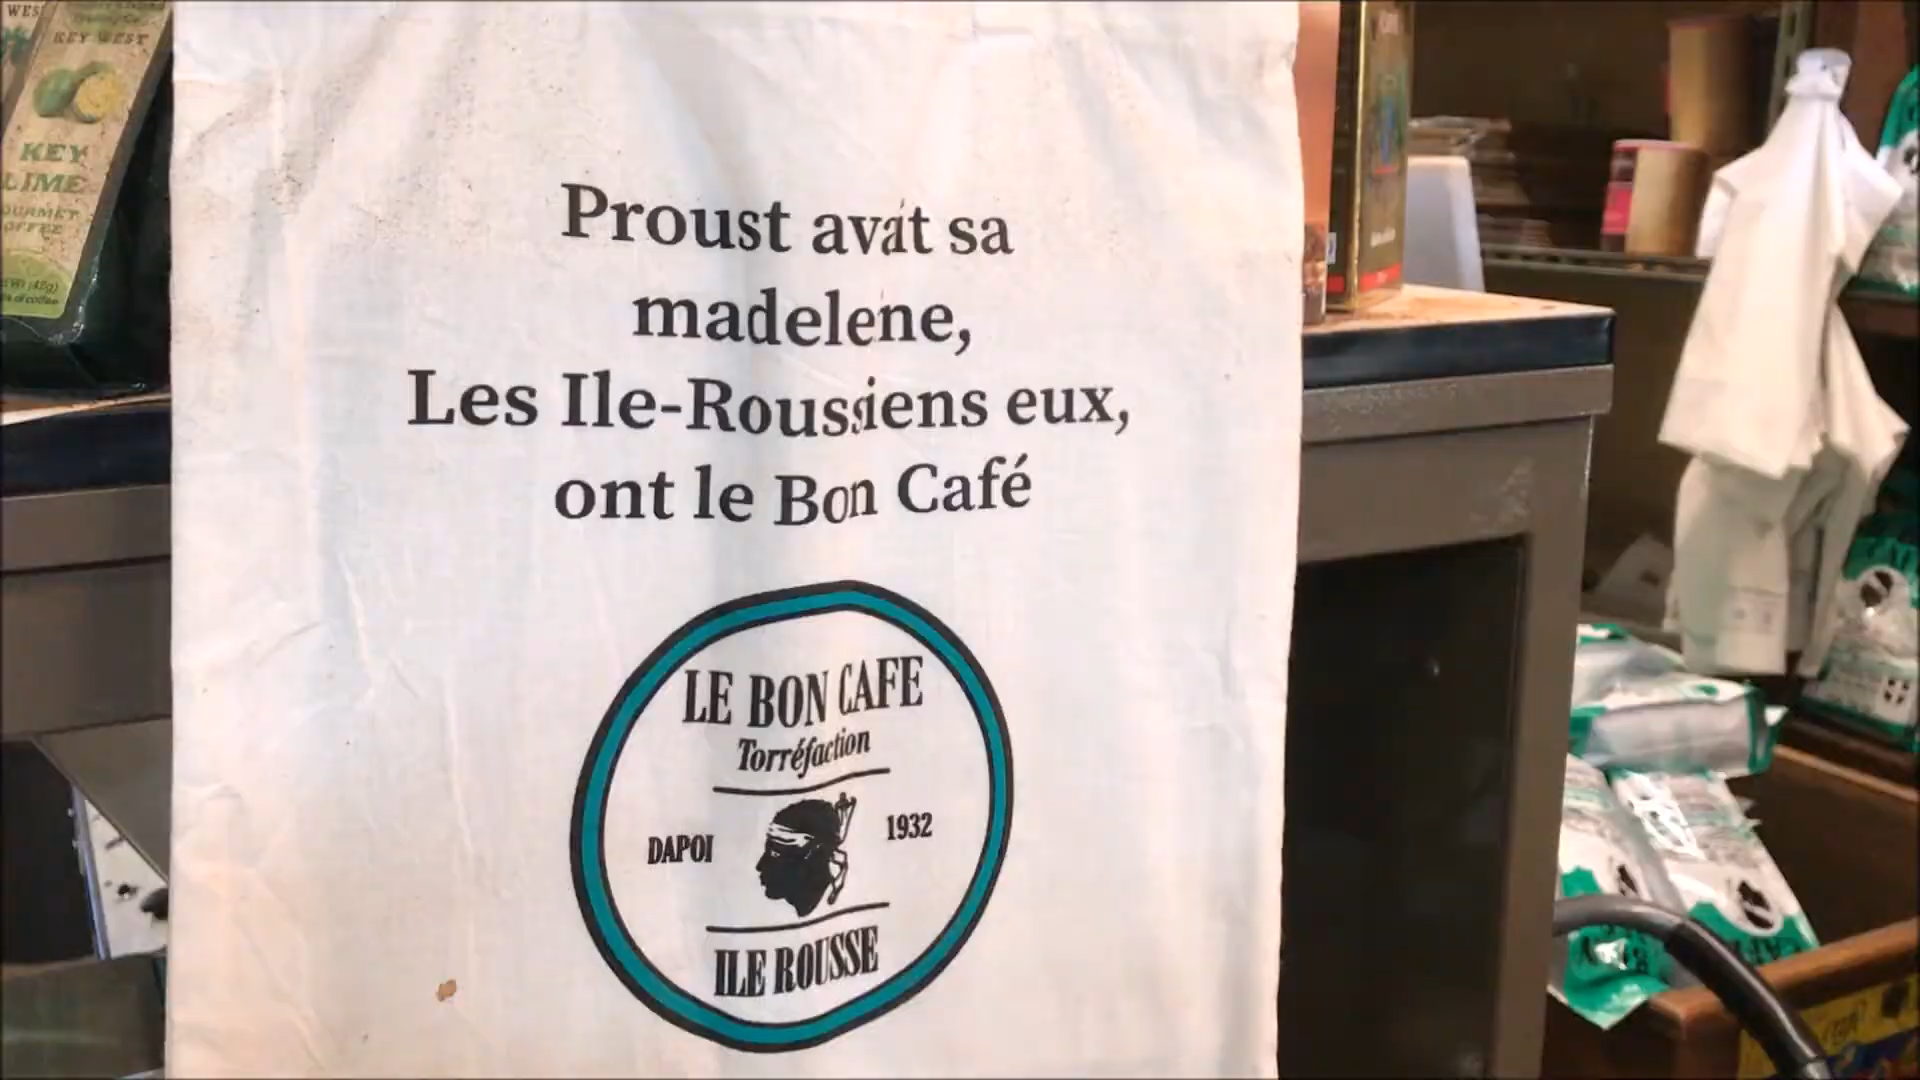 Proust avait sa
madelene,
Les Ile-Roussiens eux,
ont le Bon Café
LE BON CAFE
Torréfaction
DAPOI
1932
ILE ROUSSE
KEY WEST
KEY
LIME